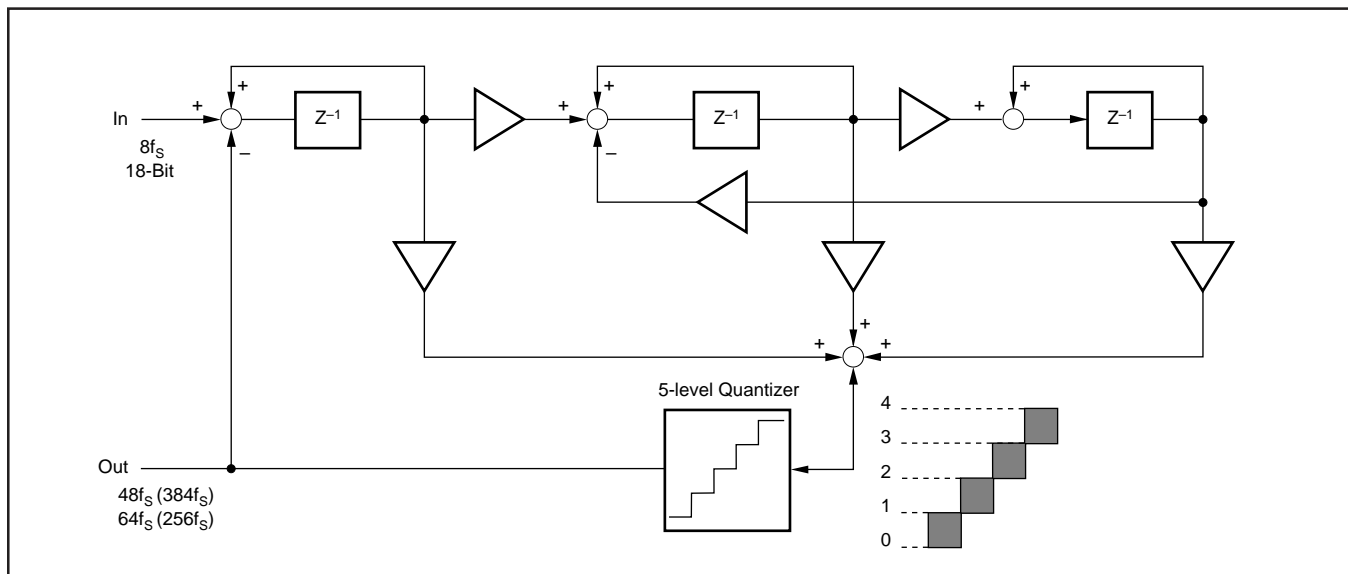 + + +
In + Z⁻¹ + Z⁻¹ + Z⁻¹
8fS
18-Bit
– –
+
+ +
5-level Quantizer
4
3
2
1
0
Out
48fS (384fS)
64fS (256fS)